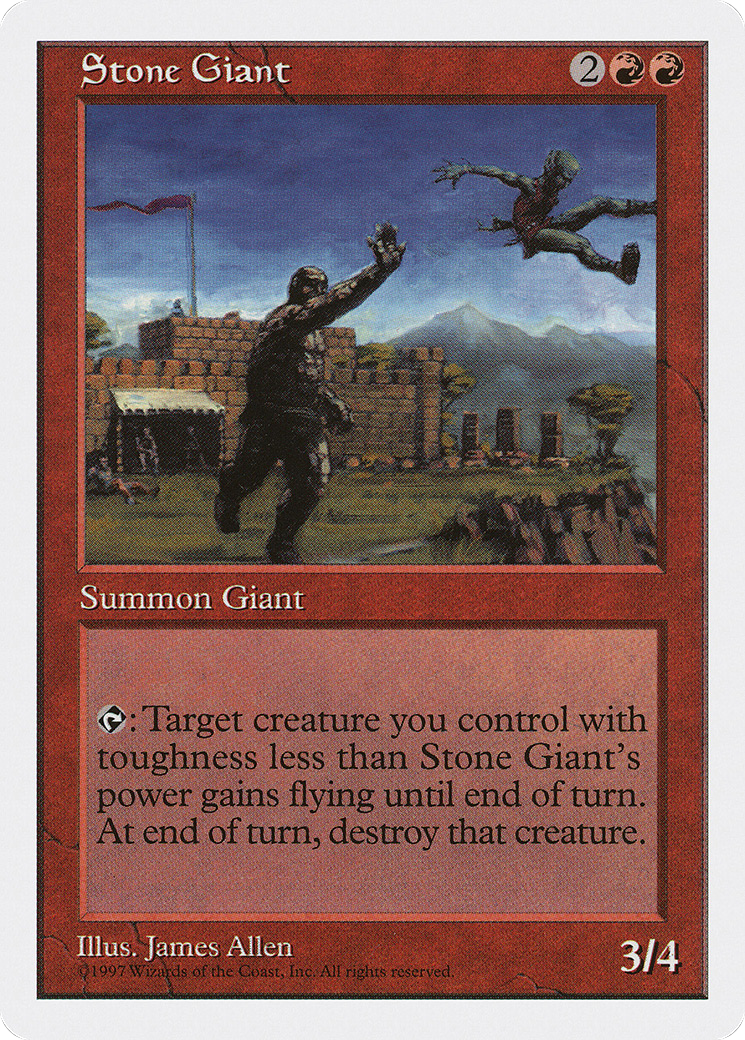 Stone Giant 2
Summon Giant
: Target creature you control with
toughness less than Stone Giant's
power gains flying until end of turn.
At end of turn, destroy that creature.
Illus. James Allen
©1997 Wizards of the Coast, Inc. All rights reserved.
3/4